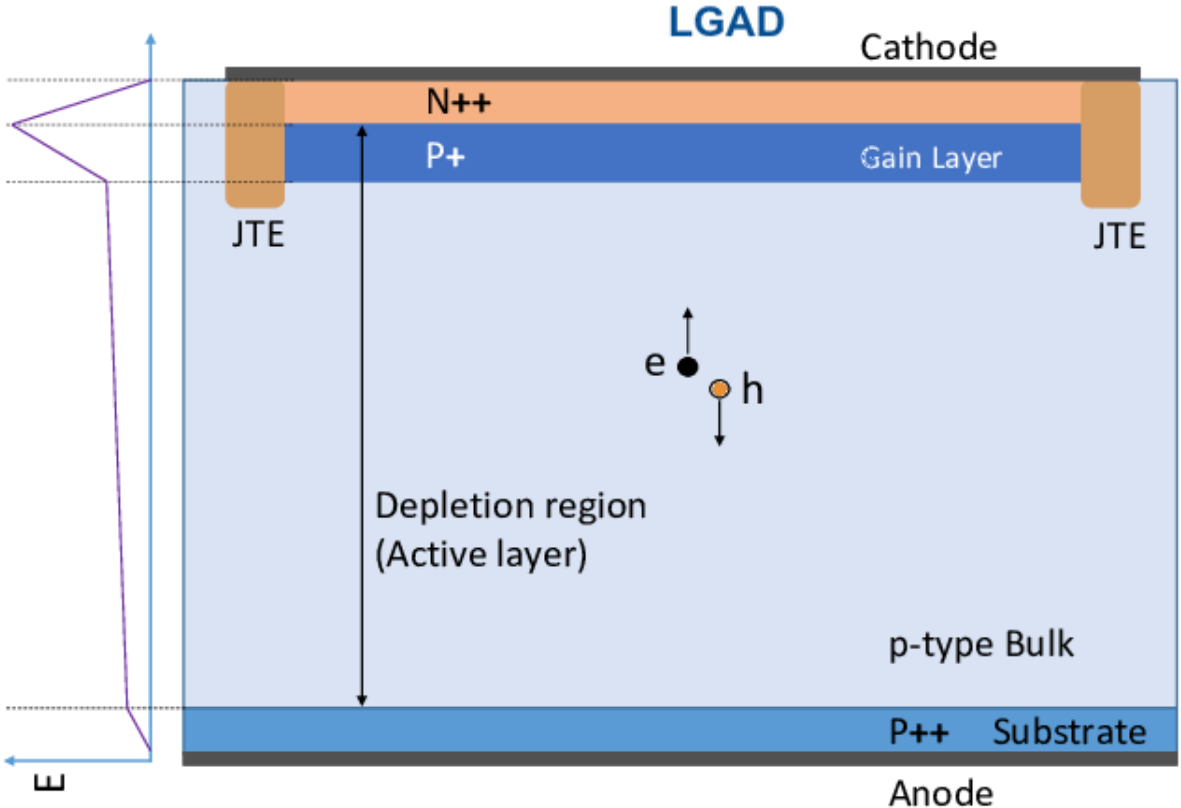 LGAD
Cathode
N++
P+
Gain Layer
JTE
JTE
e
h
Depletion region
(Active layer)
p-type Bulk
P++ Substrate
E
Anode